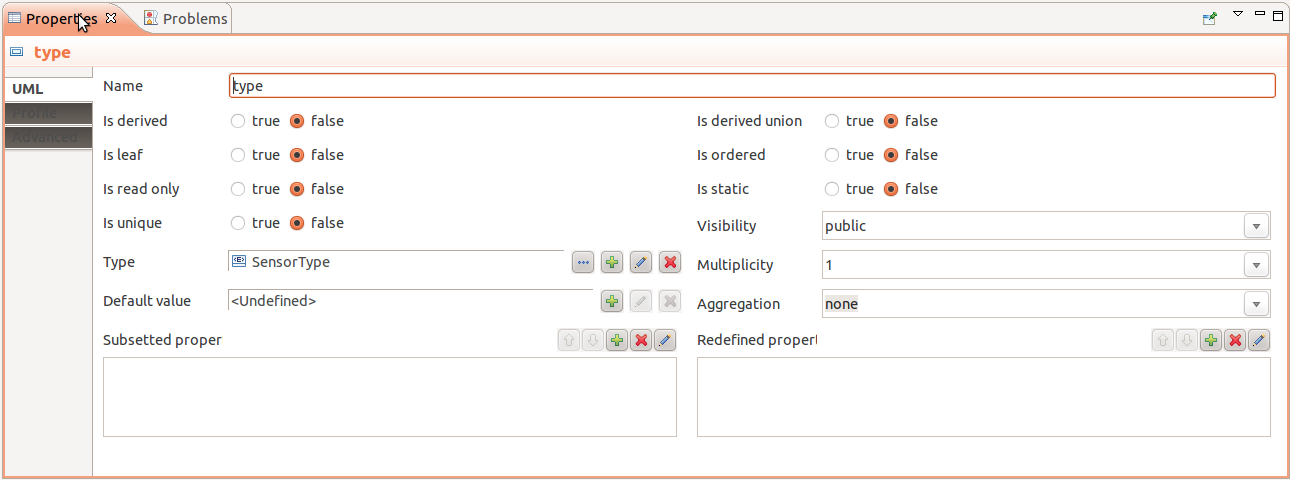 Properties Problems
type
UML
Profile
Advanced
Name type
Is derived true false Is derived union true false
Is leaf true false Is ordered true false
Is read only true false Is static true false
Is unique true false Visibility public
Type <E> SensorType Multiplicity 1
Default value <Undefined> Aggregation none
Subsetted proper Redefined propert